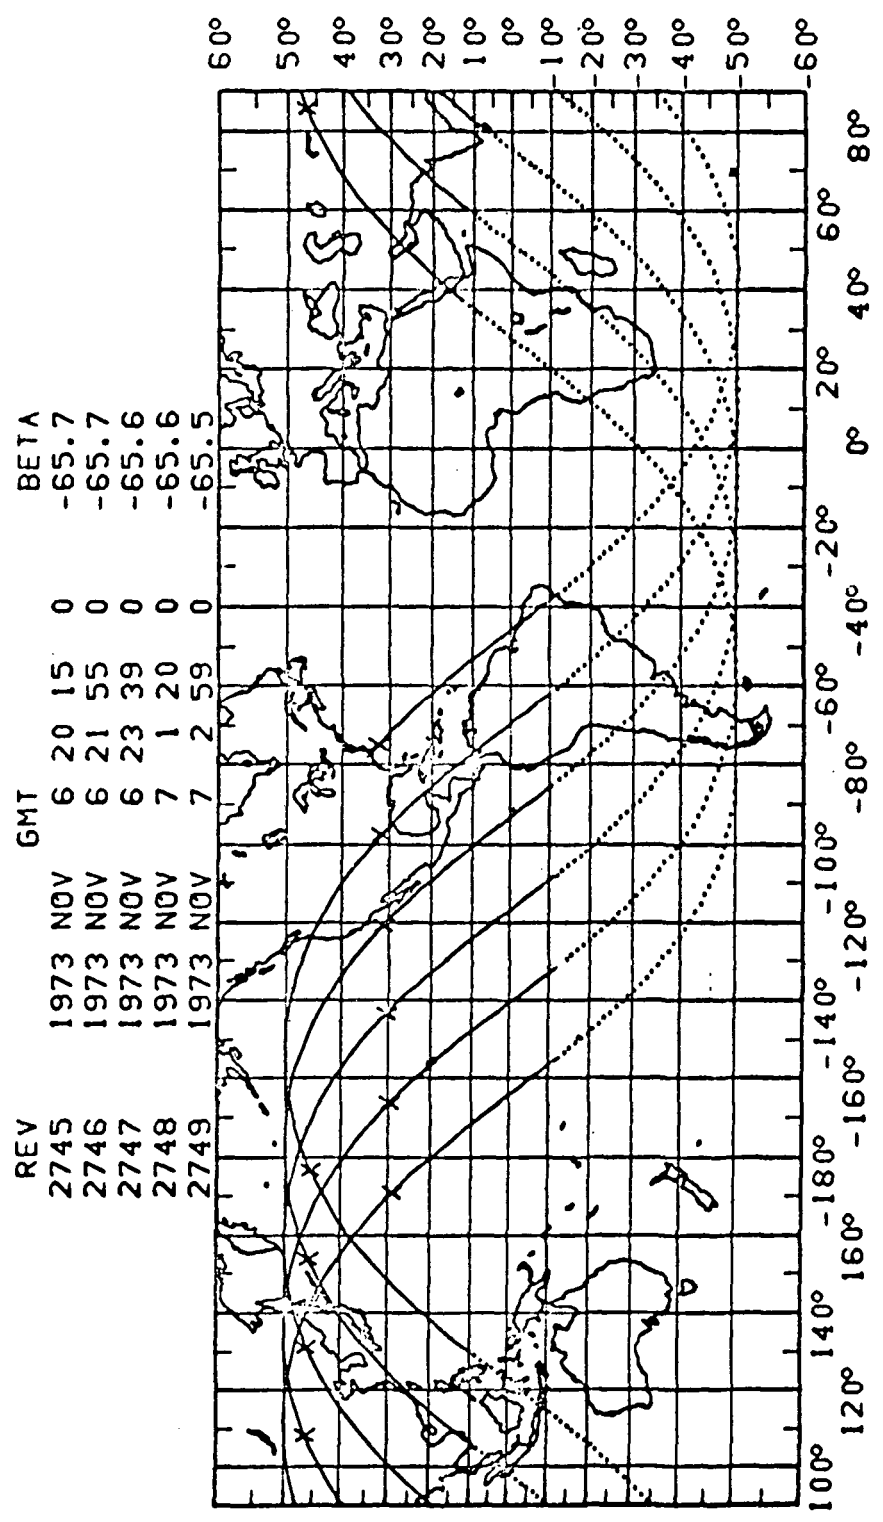 REV GMT BETA
2745 1973 NOV 6 20 15 0 -65.7
2746 1973 NOV 6 21 55 0 -65.7
2747 1973 NOV 6 23 39 0 -65.6
2748 1973 NOV 7 1 20 0 -65.6
2749 1973 NOV 7 2 59 0 -65.5
60°
50°
40°
30°
20°
10°
0°
-10°
-20°
-30°
-40°
-50°
-60°
100° 120° 140° 160° -180° -160° -140° -120° -100° -80° -60° -40° -20° 0° 20° 40° 60° 80°